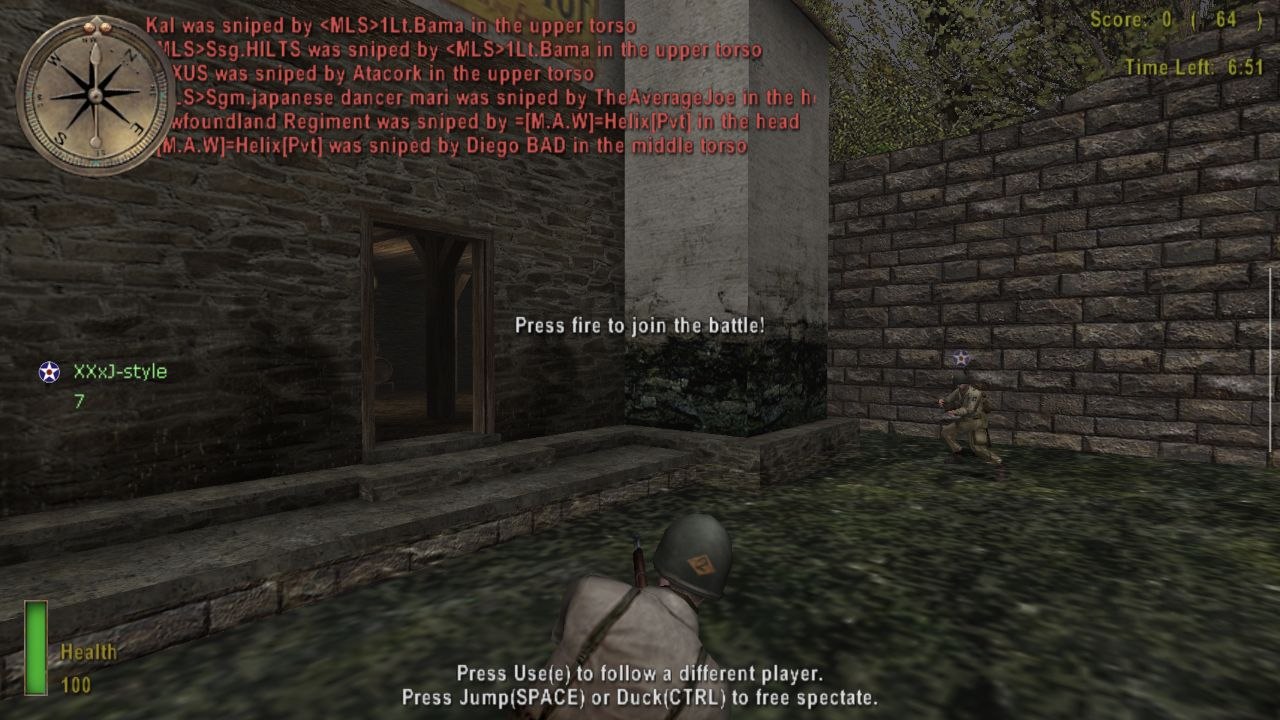 Kal was sniped by <MLS>1Lt.Bama in the upper torso
MLS>Ssg.HILTS was sniped by <MLS>1Lt.Bama in the upper torso
XUS was sniped by Atacork in the upper torso
LS>Sgm.japanese dancer mari was sniped by TheAverageJoe in the h
wfoundland Regiment was sniped by =[M.A.W]=Helix[Pvt] in the head
[M.A.W]=Helix[Pvt] was sniped by Diego BAD in the middle torso
Score: 0 ( 64 )
Time Left: 6:51
Press fire to join the battle!
XXxJ-style
7
Health
100
Press Use(e) to follow a different player.
Press Jump(SPACE) or Duck(CTRL) to free spectate.